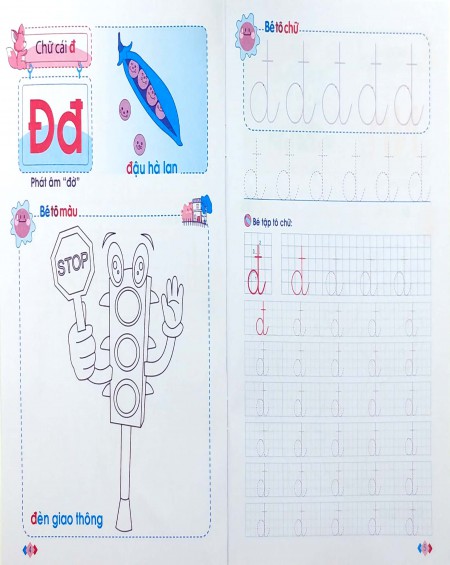 Chữ cái đ
Đđ
Phát âm “đờ”
đậu hà lan
Bé tô màu
STOP
đèn giao thông
Bé tô chữ
đ đ đ đ đ
đ đ đ đ đ đ
Bé tập tô chữ:
đ đ đ đ đ đ
đ đ đ đ đ
đ đ đ đ đ
đ đ đ đ đ
đ đ đ đ đ
đ đ đ đ đ
đ đ đ đ đ